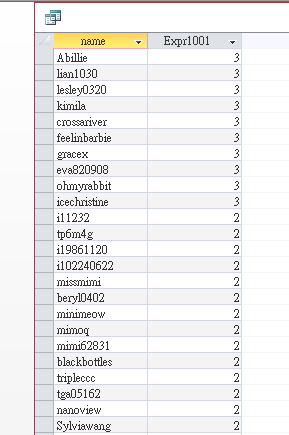 name Expr1001
Abillie 3
lian1030 3
lesley0320 3
kimila 3
crossariver 3
feelinbarbie 3
gracex 3
eva820908 3
ohmyrabbit 3
icechristine 3
i11232 2
tp6m4g 2
i19861120 2
i102240622 2
missmimi 2
beryl0402 2
minimeow 2
mimoq 2
mimi62831 2
blackbottles 2
tripleccc 2
tga05162 2
nanoview 2
Sylviawang 2